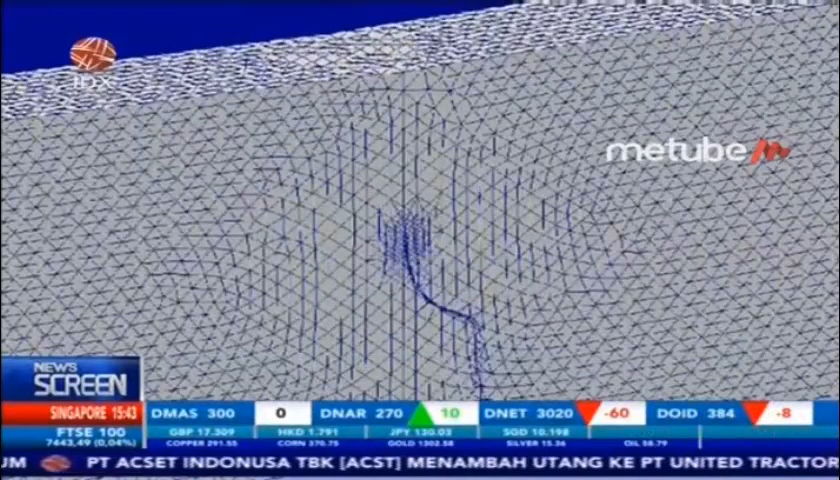 IDX
metube
NEWS
SCREEN
SINGAPORE 15:43
DMAS 300
0
DNAR 270
10
DNET 3020
-60
DOID 384
-8
FTSE 100
GBP 17.309
HKD 1.791
JPY 130.03
SGD 10.198
7443,49 (0,04%)
COPPER 291.55
CORN 370.75
GOLD 1302.58
SILVER 15.36
OIL 58.79
UM
PT ACSET INDONUSA TBK [ACST] MENAMBAH UTANG KE PT UNITED TRACTOR